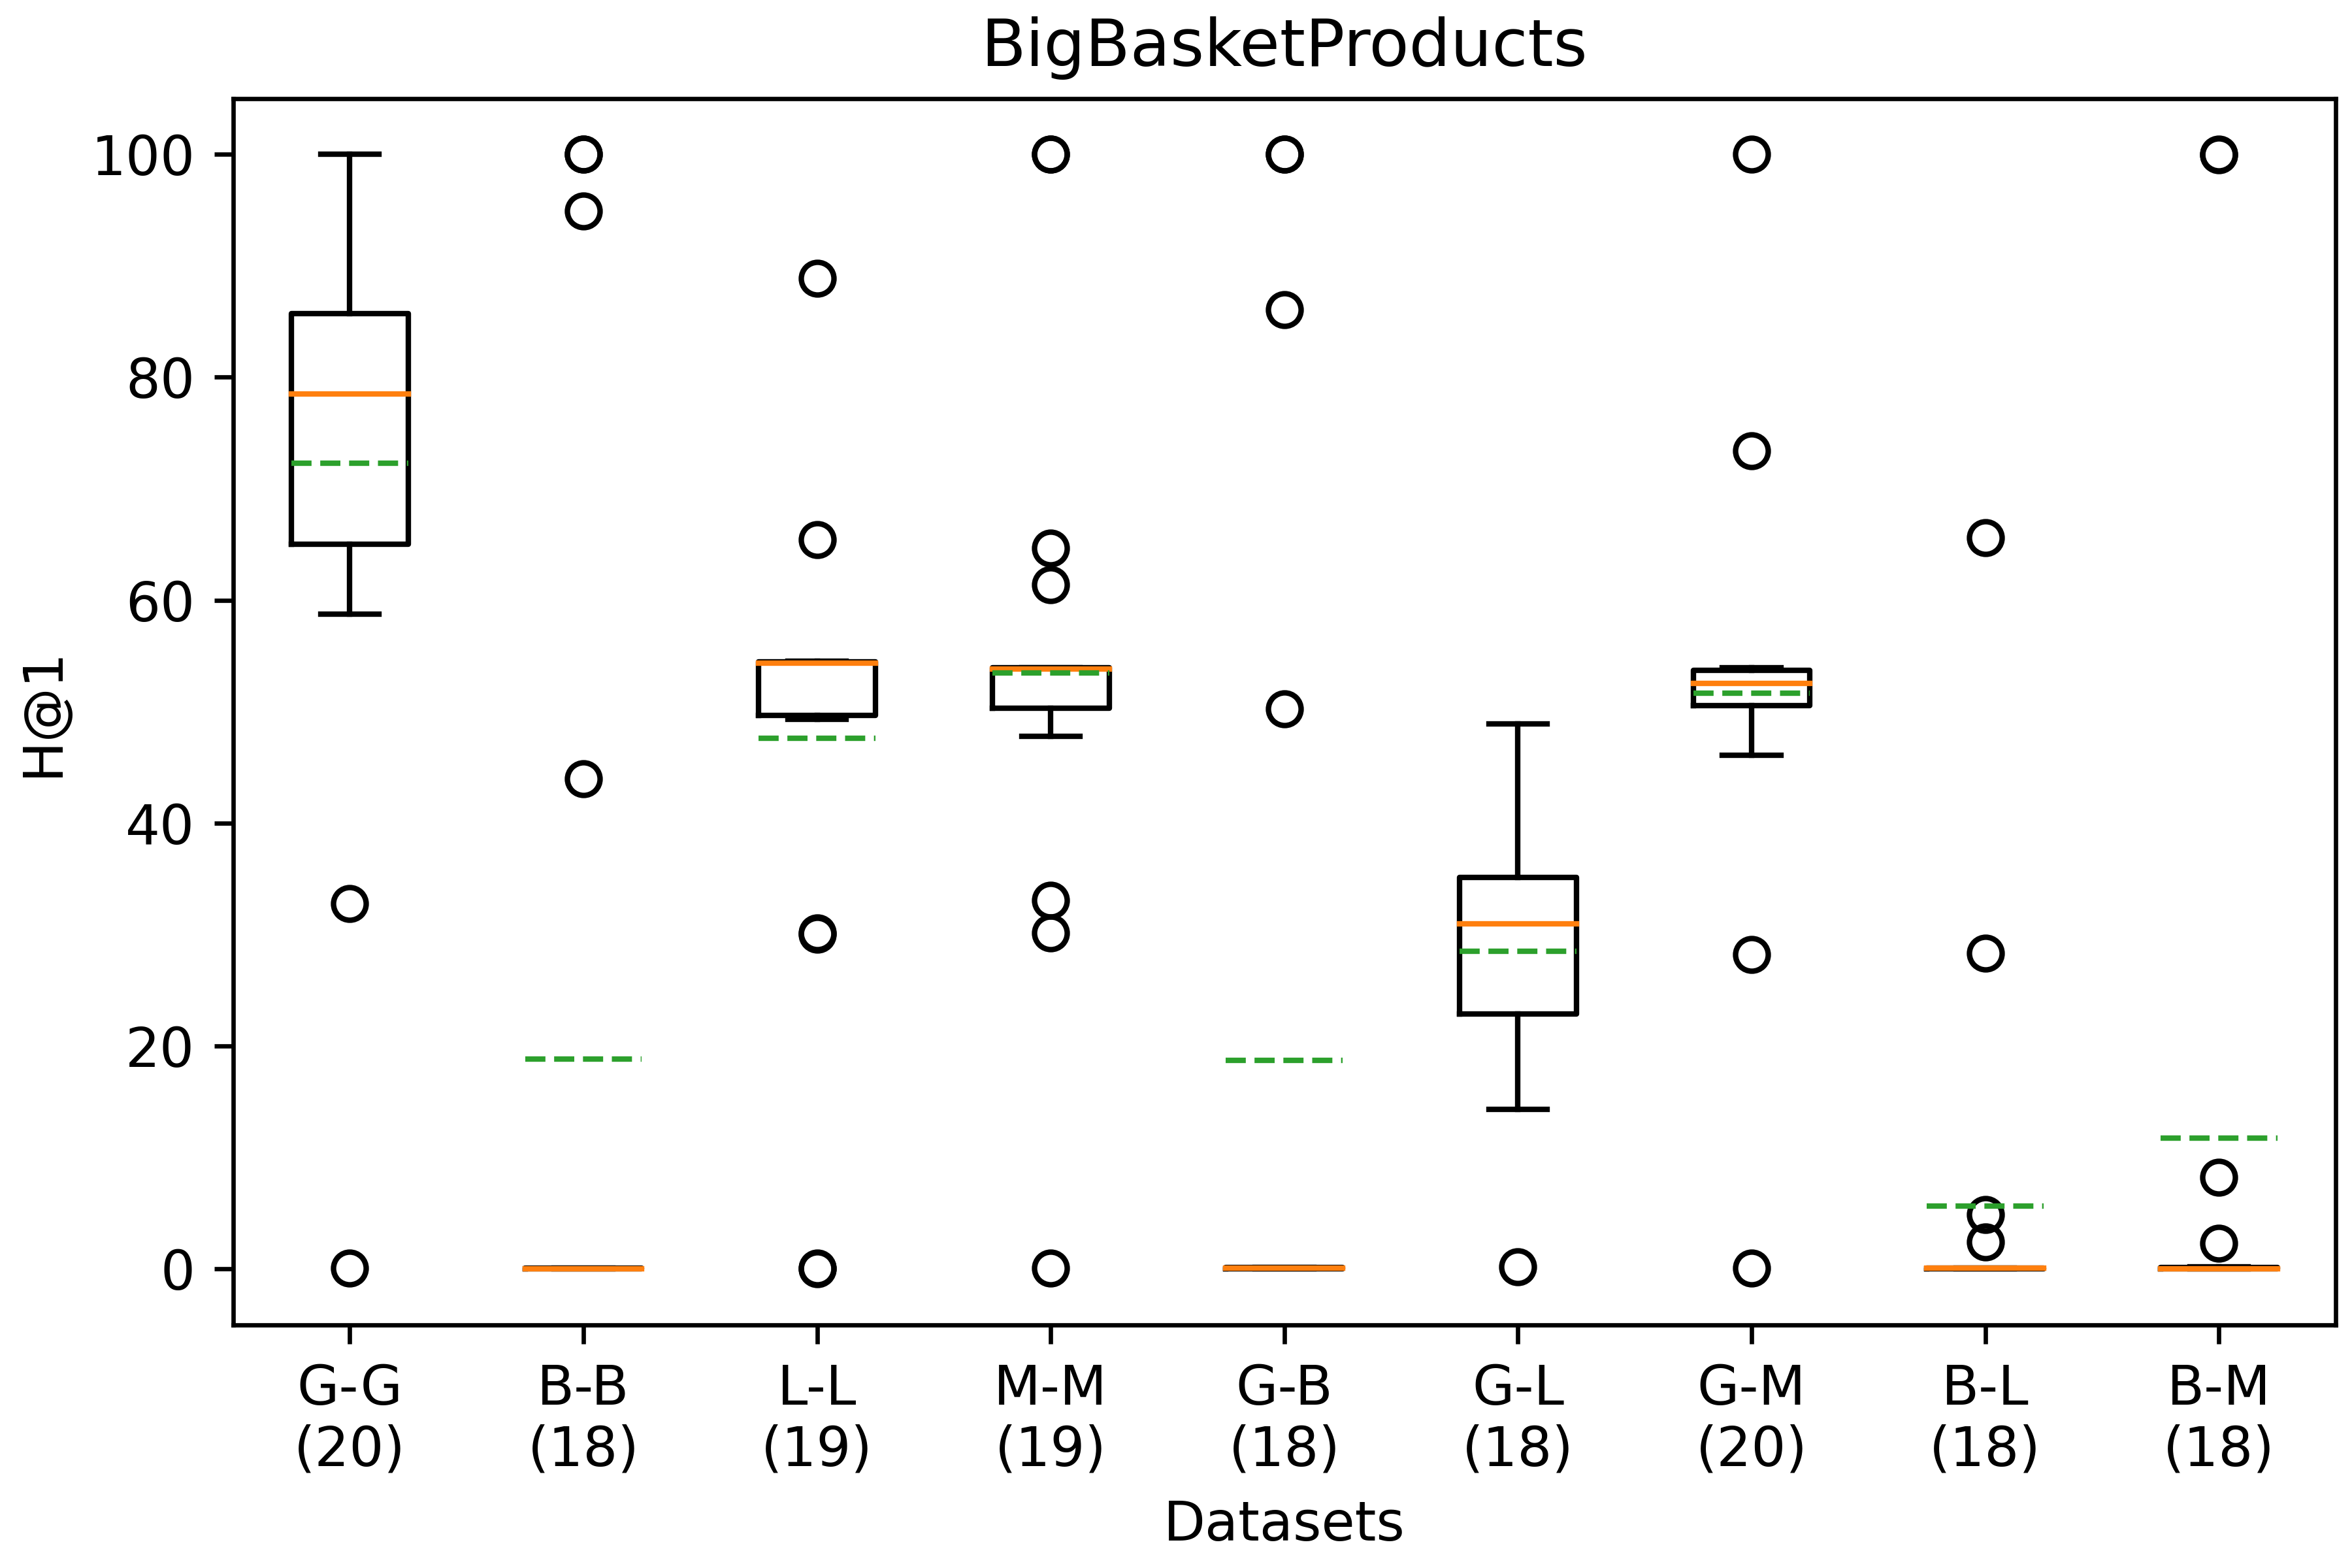 BigBasketProducts
100
80
60
40
20
0
H@1
G-G B-B L-L M-M G-B G-L G-M B-L B-M
(20) (18) (19) (19) (18) (18) (20) (18) (18)
Datasets